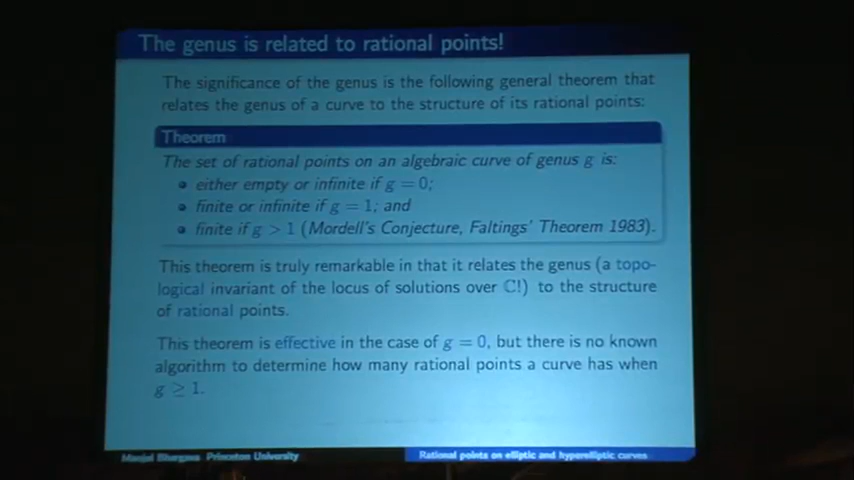 The genus is related to rational points!
The significance of the genus is the following general theorem that
relates the genus of a curve to the structure of its rational points:
Theorem
The set of rational points on an algebraic curve of genus g is:
either empty or infinite if g = 0;
finite or infinite if g = 1; and
finite if g > 1 (Mordell's Conjecture, Faltings' Theorem 1983).
This theorem is truly remarkable in that it relates the genus (a topo-
logical invariant of the locus of solutions over ℂ!) to the structure
of rational points.
This theorem is effective in the case of g = 0, but there is no known
algorithm to determine how many rational points a curve has when
g ≥ 1.
Manjul Bhargava Princeton University
Rational points on elliptic and hyperelliptic curves